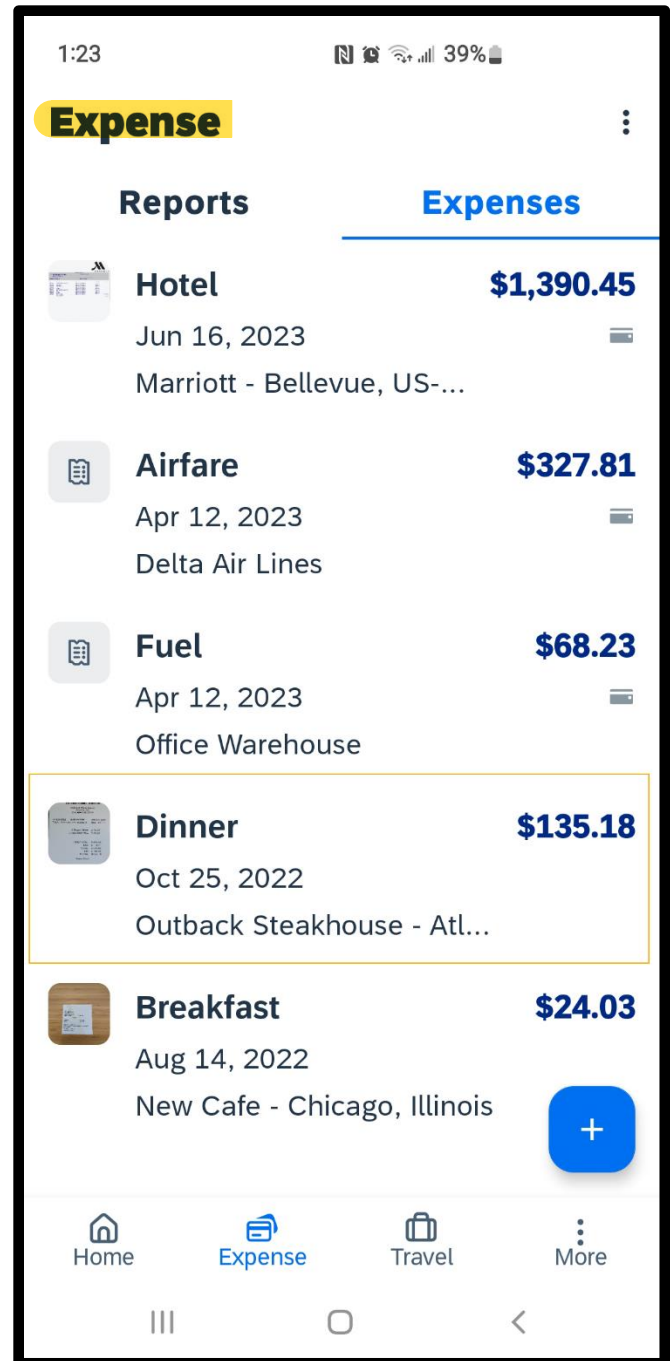 1:23 39%
Expense
Reports Expenses
Hotel $1,390.45
Jun 16, 2023
Marriott - Bellevue, US-...
Airfare $327.81
Apr 12, 2023
Delta Air Lines
Fuel $68.23
Apr 12, 2023
Office Warehouse
Dinner $135.18
Oct 25, 2022
Outback Steakhouse - Atl...
Breakfast $24.03
Aug 14, 2022
New Cafe - Chicago, Illinois
+
Home Expense Travel More